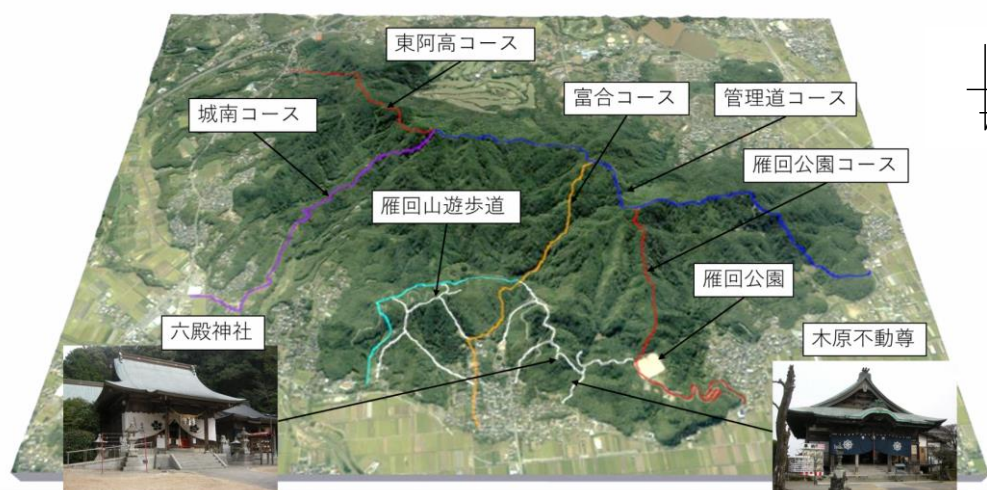 東阿高コース
城南コース
富合コース
管理道コース
雁回公園コース
雁回山遊歩道
雁回公園
六殿神社
木原不動尊